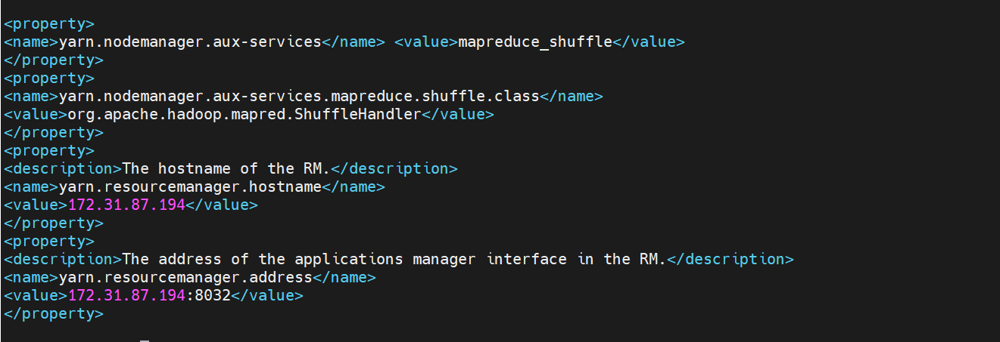 <property>
<name>yarn.nodemanager.aux-services</name> <value>mapreduce_shuffle</value>
</property>
<property>
<name>yarn.nodemanager.aux-services.mapreduce.shuffle.class</name>
<value>org.apache.hadoop.mapred.ShuffleHandler</value>
</property>
<property>
<description>The hostname of the RM.</description>
<name>yarn.resourcemanager.hostname</name>
<value>172.31.87.194</value>
</property>
<property>
<description>The address of the applications manager interface in the RM.</description>
<name>yarn.resourcemanager.address</name>
<value>172.31.87.194:8032</value>
</property>